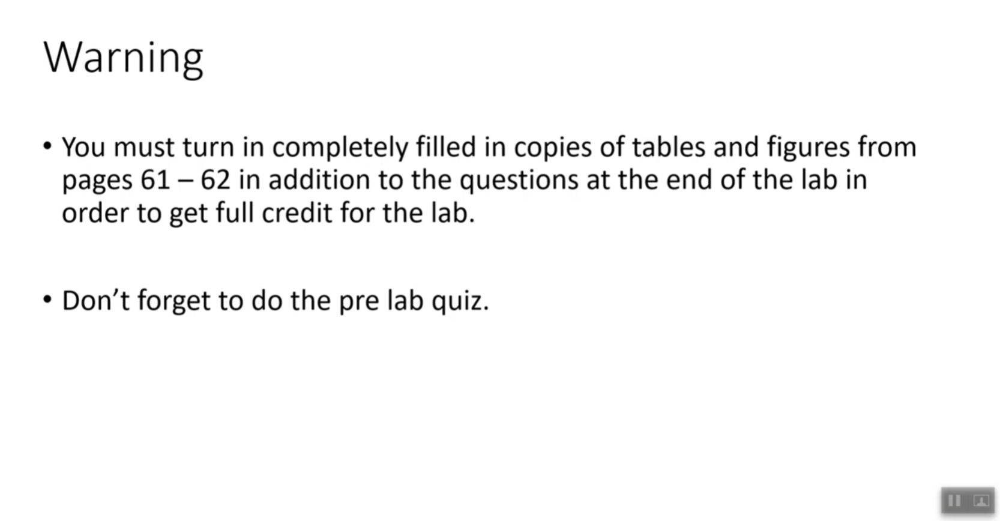 Warning
• You must turn in completely filled in copies of tables and figures from
pages 61 – 62 in addition to the questions at the end of the lab in
order to get full credit for the lab.
• Don’t forget to do the pre lab quiz.